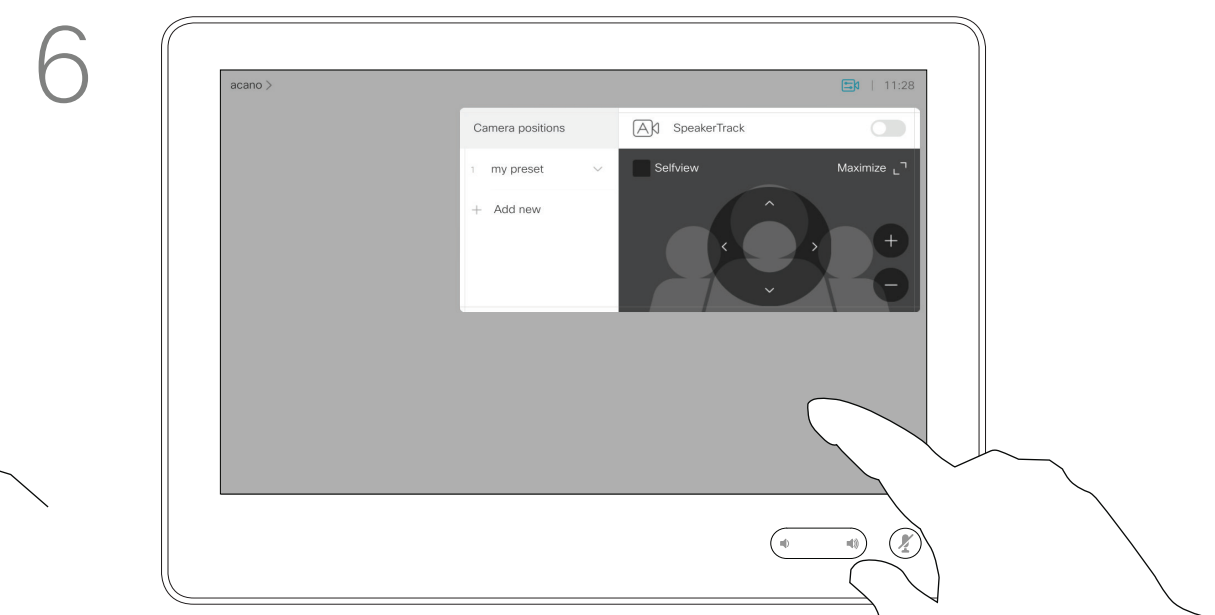 6
acano >
11:28
Camera positions
SpeakerTrack
1 my preset
Selfview
Maximize
+ Add new